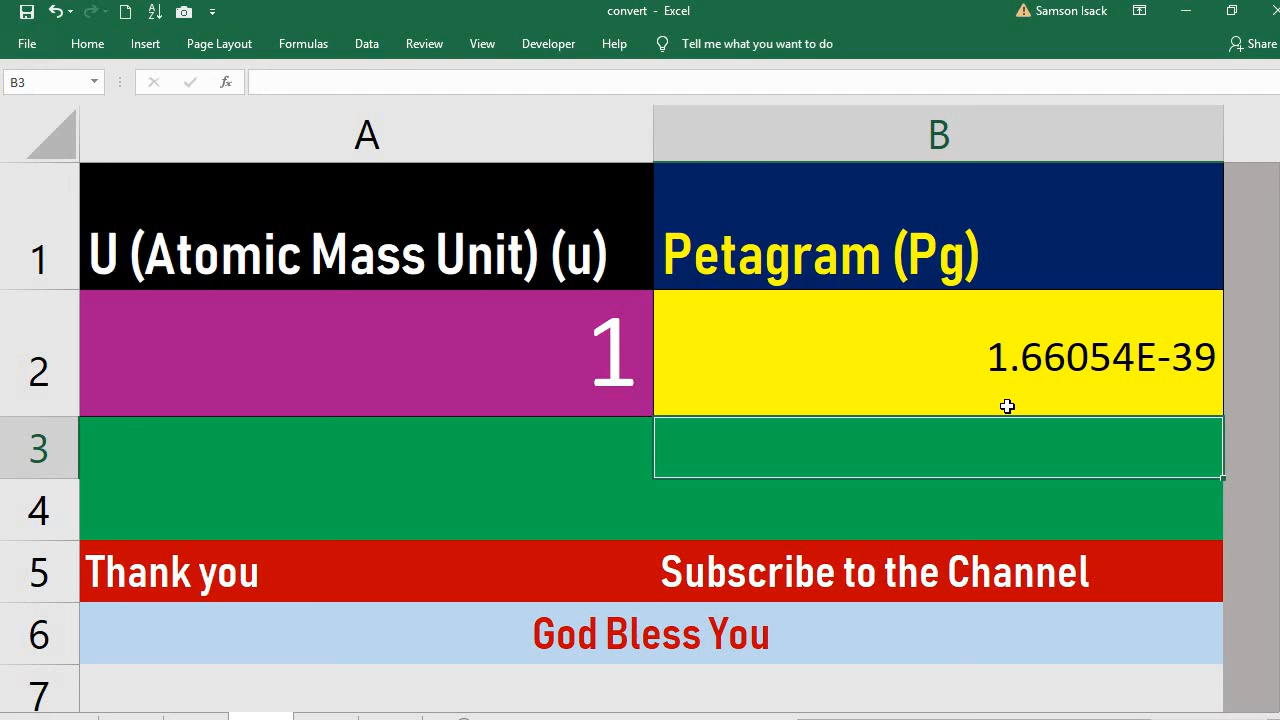 convert - Excel
Samson Isack
File Home Insert Page Layout Formulas Data Review View Developer Help Tell me what you want to do Share
B3 fx
A B
1 U (Atomic Mass Unit) (u) Petagram (Pg)
2 1 1.66054E-39
3
4
5 Thank you Subscribe to the Channel
6 God Bless You
7